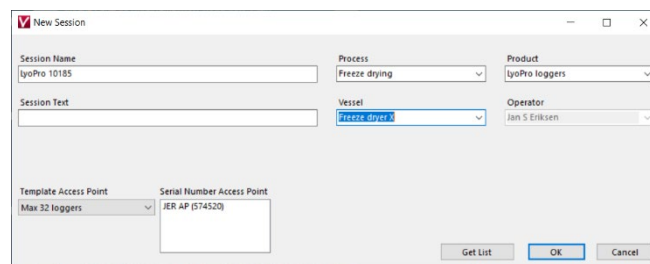 New Session
Session Name
LyoPro 10185
Process
Freeze drying
Product
LyoPro loggers
Session Text
Vessel
Freeze dryer X
Operator
Jan S Eriksen
Template Access Point
Max 32 loggers
Serial Number Access Point
JER AP (574520)
Get List
OK
Cancel